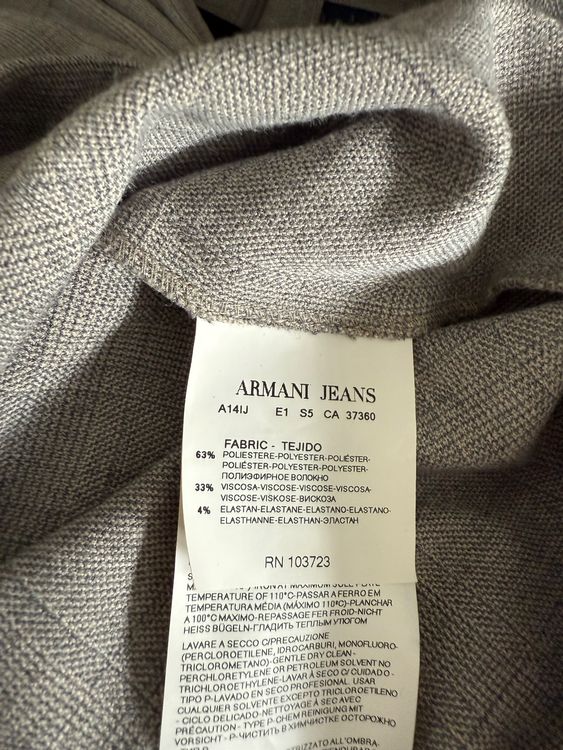 ARMANI JEANS
A14IJ E1 S5 CA 37360
FABRIC - TEJIDO
63% POLIESTERE-POLYESTER-POLIÉSTER-
POLIÉSTER-POLYESTER-POLYESTER-
ПОЛИЭФИРНОЕ ВОЛОКНО
33% VISCOSA-VISCOSE-VISCOSE-VISCOSA-
VISCOSE-VISKOSE-ВИСКОЗА
4% ELASTAN-ELASTANE-ELASTANO-ELASTANO-
ELASTHANNE-ELASTHAN-ЭЛАСТАН
RN 103723
TEMPERATURE OF 110°C-PASSAR A FERRO EM
TEMPERATURA MÉDIA (MÁXIMO 110ºC)-PLANCHAR
A 100°C MAXIMO-REPASSAGE FER FROID-NICHT
HEISS BÜGELN-ГЛАДИТЬ ТЕПЛЫМ УТЮГОМ
LAVARE A SECCO C/PRECAUZIONE
(PERCLOROETILENE, IDROCARBURI, MONOFLUORO-
TRICLOROMETANO)-GENTLE DRY CLEAN -
PERCHLORETYLENE OR PETROLEUM SOLVENT NO
TRICHLOROETHYLENE-LAVAR À SECO C/ CUIDADO -
TIPO P-LAVADO EN SECO PROFESIONAL. USAR
CUALQUIER SOLVENTE EXCEPTO TRICLOROETILENO
- CICLO DELICADO-NETTOYAGE À SEC AVEC
PRÉCAUTION - TYPE P-CHEM REINIGUNG MIT
VORSICHT - P-ЧИСТИТЬ В ХИМЧИСТКЕ ОСТОРОЖНО
ALL'OMBRA-